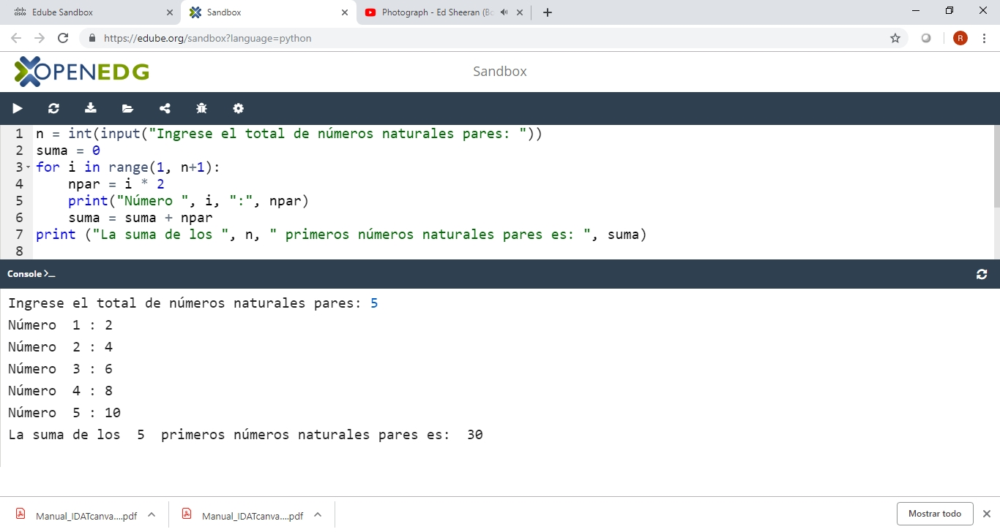 Edube Sandbox
Sandbox
Photograph - Ed Sheeran (Bo
https://edube.org/sandbox?language=python
R
OPENEDG
Sandbox
1 n = int(input("Ingrese el total de números naturales pares: "))
2 suma = 0
3 for i in range(1, n+1):
4     npar = i * 2
5     print("Número ", i, ":", npar)
6     suma = suma + npar
7 print ("La suma de los ", n, " primeros números naturales pares es: ", suma)
8
Console >_
Ingrese el total de números naturales pares: 5
Número  1 : 2
Número  2 : 4
Número  3 : 6
Número  4 : 8
Número  5 : 10
La suma de los  5  primeros números naturales pares es:  30
Manual_IDATcanva....pdf
Manual_IDATcanva....pdf
Mostrar todo